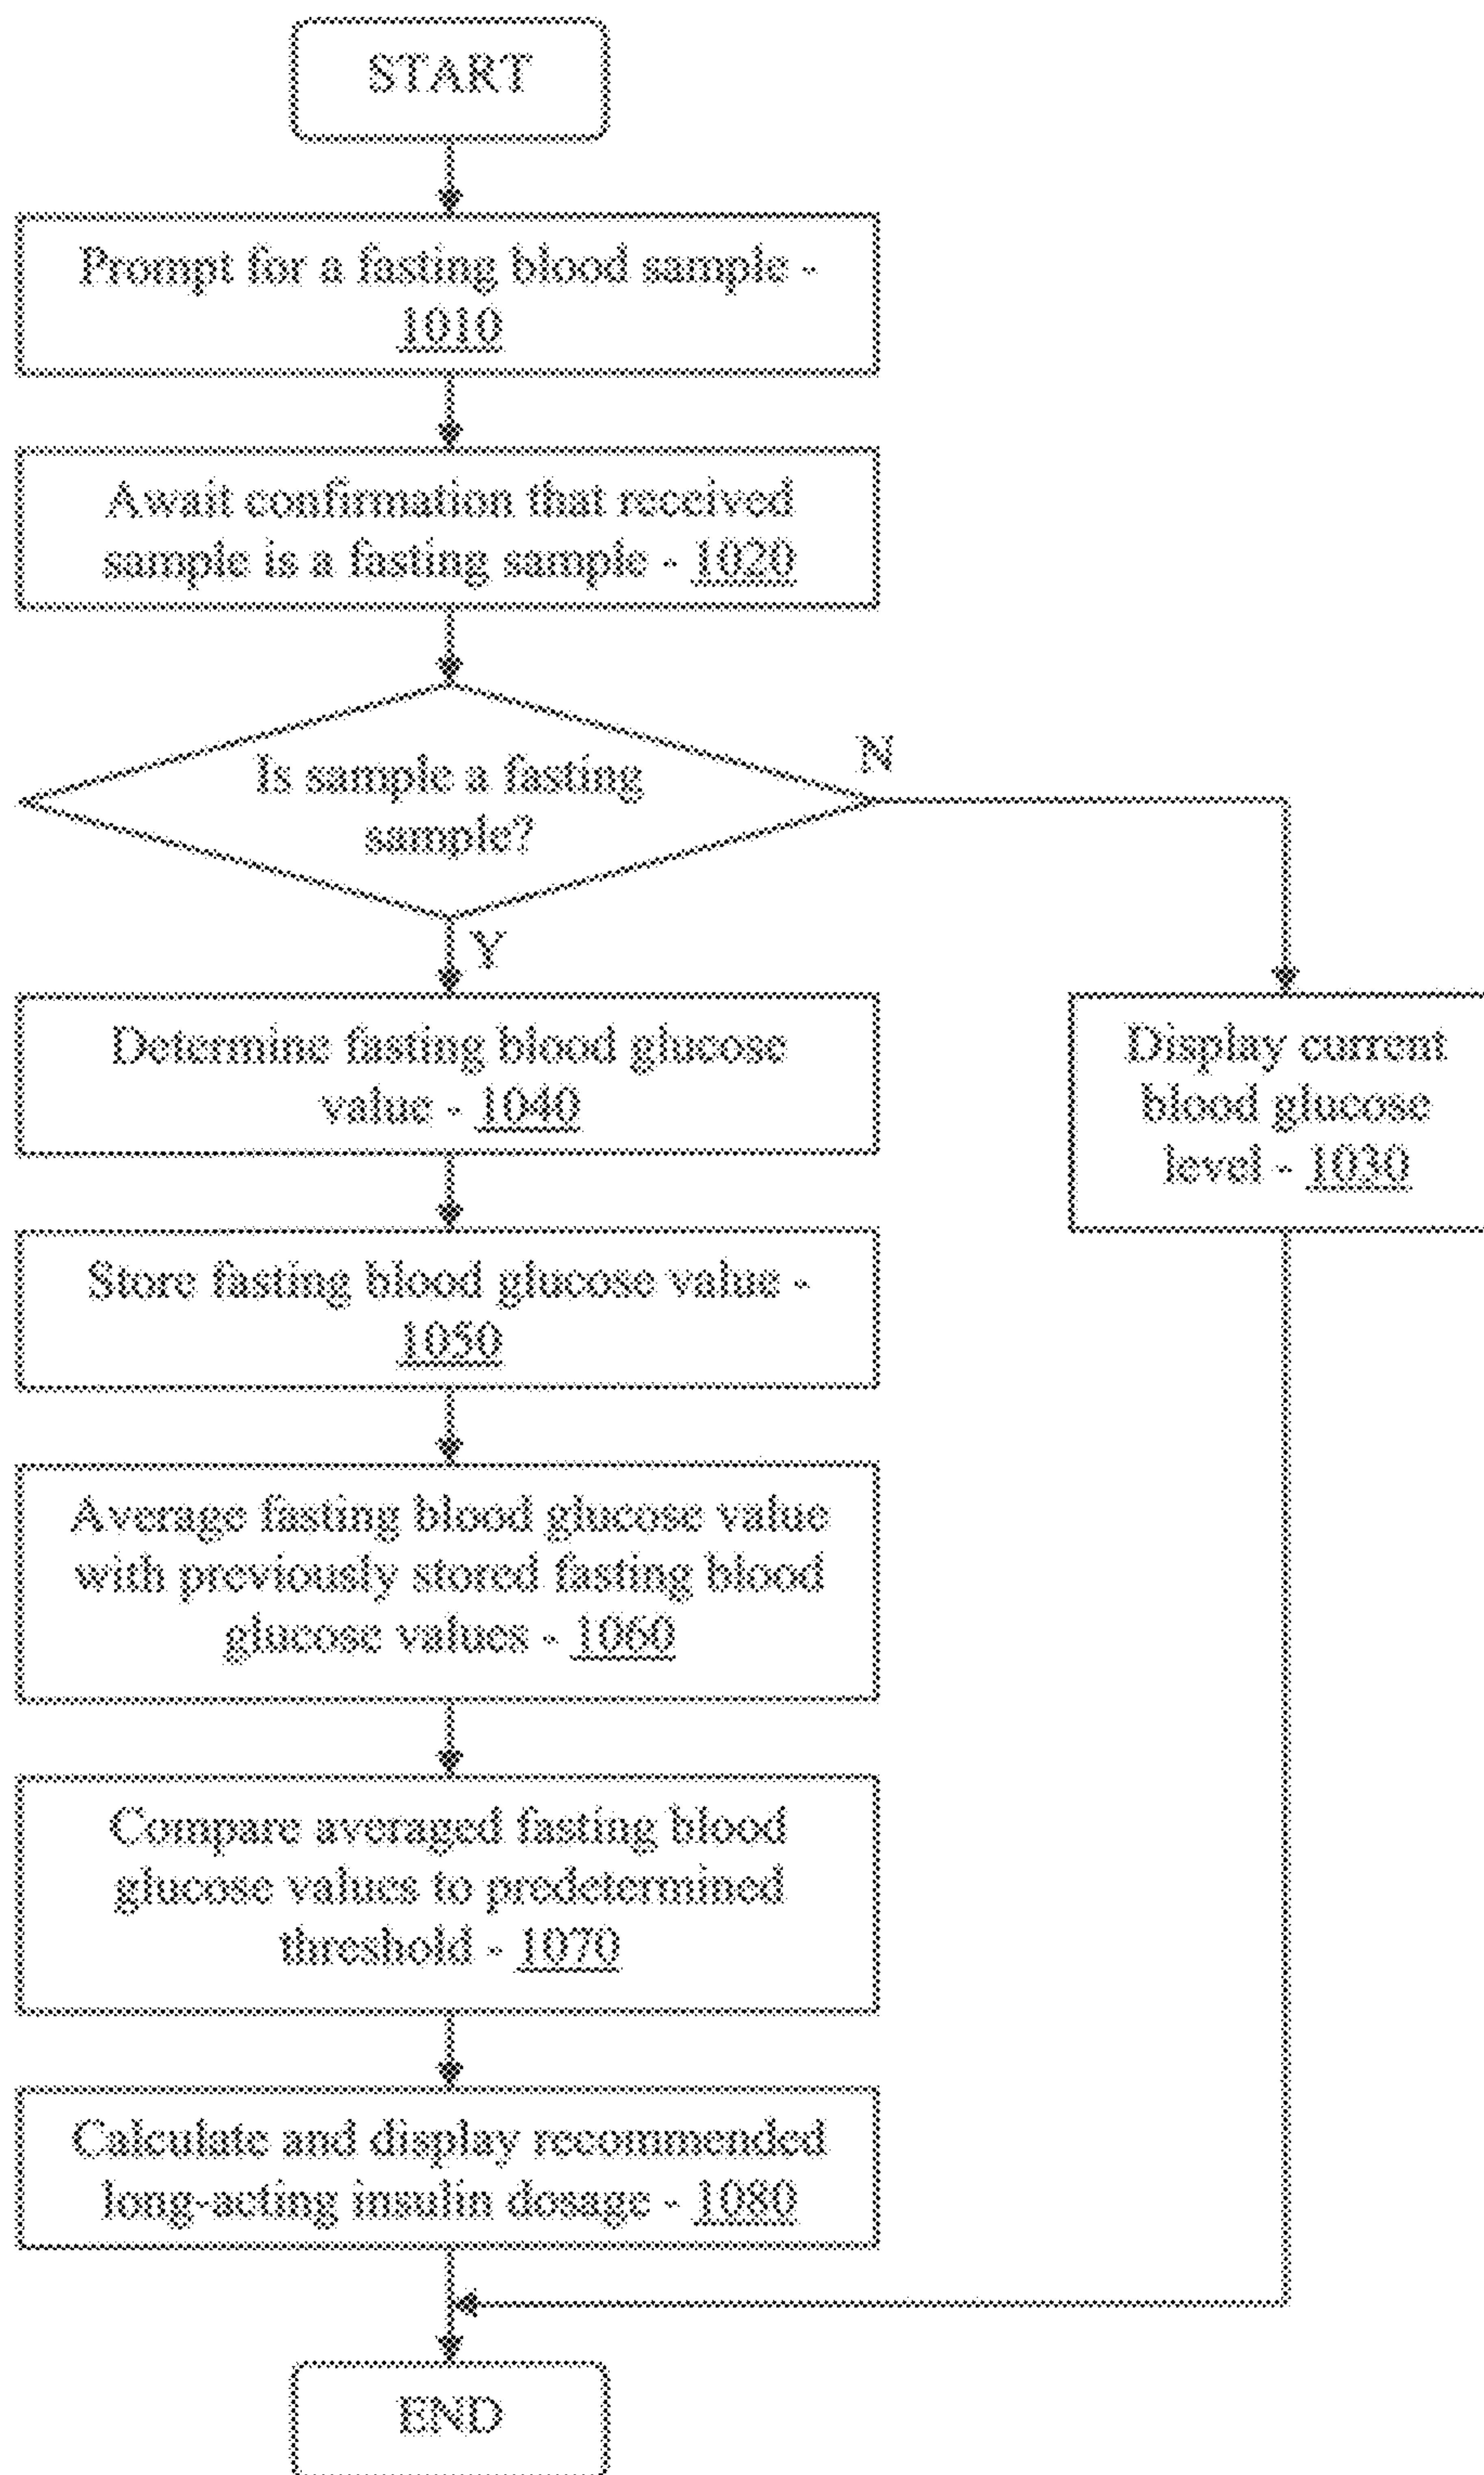 START
Prompt for a fasting blood sample -
1010
Await confirmation that received
sample is a fasting sample - 1020
Is sample a fasting
sample?
N
Y
Determine fasting blood glucose
value - 1040
Display current
blood glucose
level - 1030
Store fasting blood glucose value -
1050
Average fasting blood glucose value
with previously stored fasting blood
glucose values - 1060
Compare averaged fasting blood
glucose values to predetermined
threshold - 1070
Calculate and display recommended
long-acting insulin dosage - 1080
END